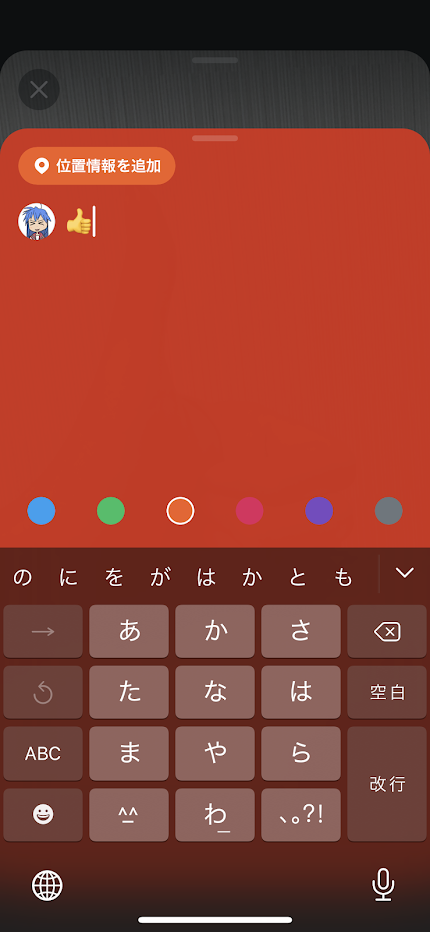 位置情報を追加
👍
の に を が は か と も
→ あ か さ
た な は 空白
ABC ま や ら 改行
^^ わ_ 、。?!